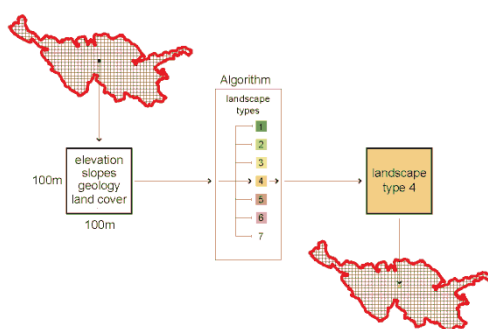 Algorithm
landscape
types
1
2
3
4
5
6
7
elevation
slopes
geology
land cover
100m
100m
landscape
type 4